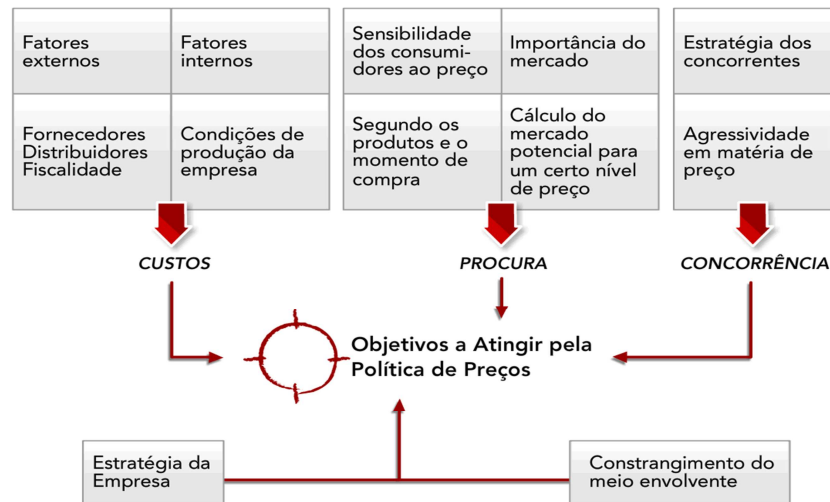 Fatores
externos
Fatores
internos
Fornecedores
Distribuidores
Fiscalidade
Condições de
produção da
empresa
Sensibilidade
dos consumi-
dores ao preço
Importância do
mercado
Segundo os
produtos e o
momento de
compra
Cálculo do
mercado
potencial para
um certo nível
de preço
Estratégia dos
concorrentes
Agressividade
em matéria de
preço
CUSTOS
PROCURA
CONCORRÊNCIA
Objetivos a Atingir pela
Política de Preços
Estratégia da
Empresa
Constrangimento do
meio envolvente